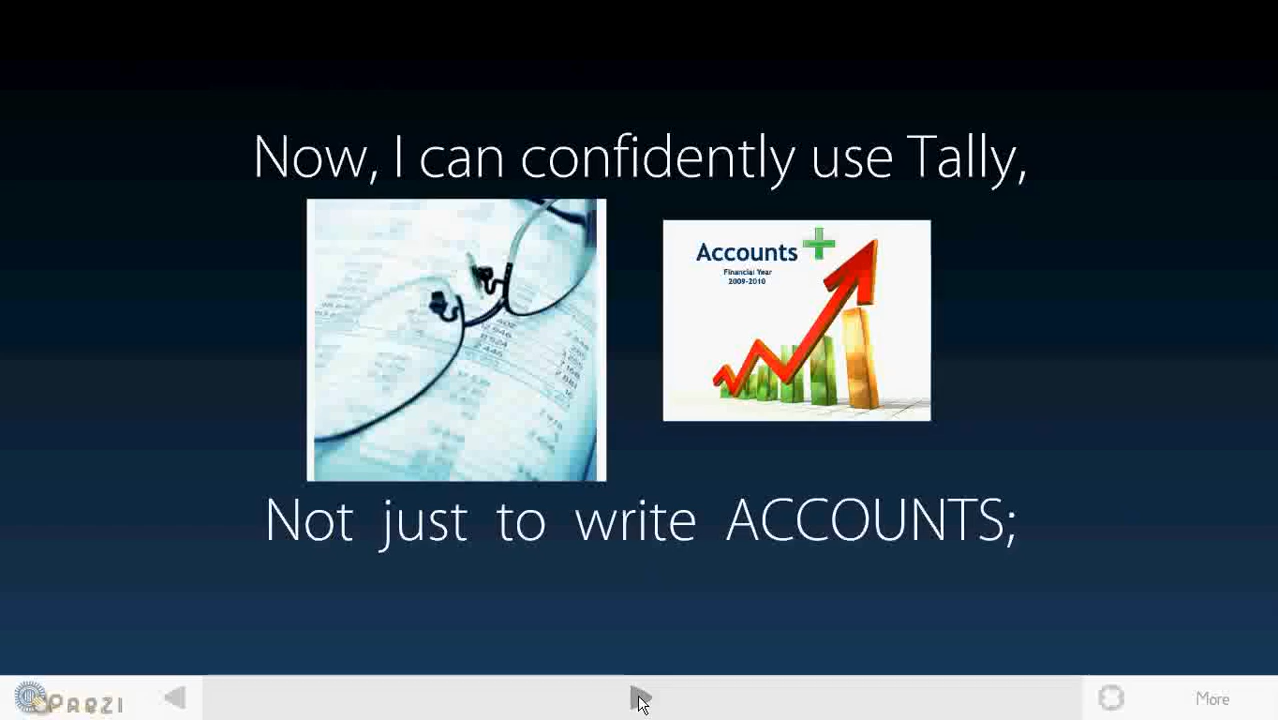 Now, I can confidently use Tally,
Accounts
Financial Year
2009-2010
Not just to write ACCOUNTS;
PREZI
More